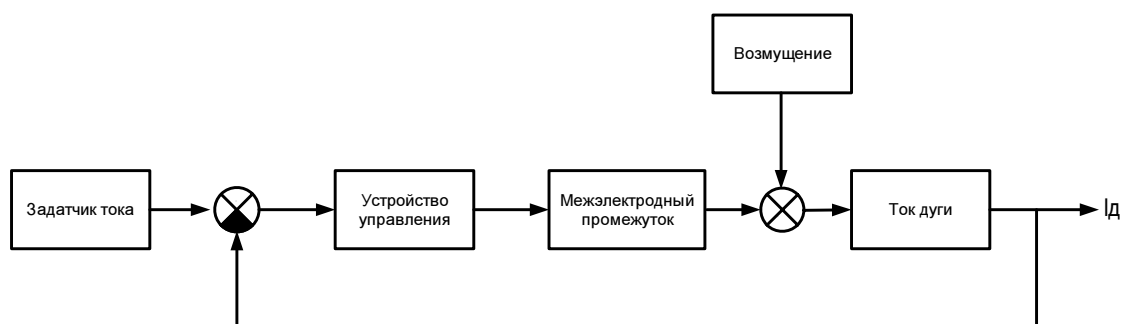 Возмущение
Задатчик тока
Устройство
управления
Межэлектродный
промежуток
Ток дуги
Iд